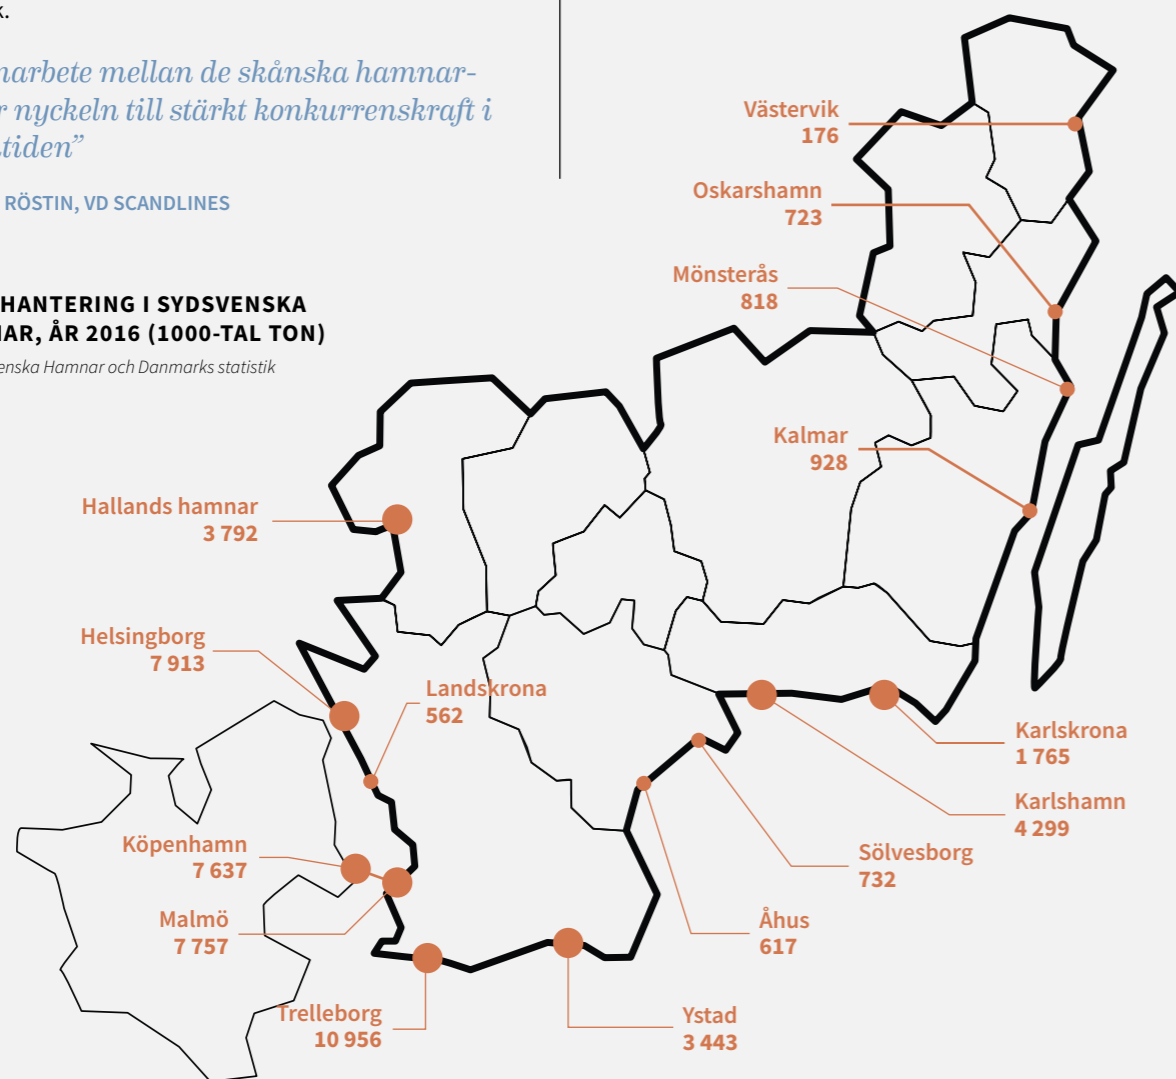 k.
narbete mellan de skånska hamnar-
r nyckeln till stärkt konkurrenskraft i
tiden”
RÖSTIN, VD SCANDLINES
HANTERING I SYDSVENSKA
NAR, ÅR 2016 (1000-TAL TON)
enska Hamnar och Danmarks statistik
Västervik
176
Oskarshamn
723
Mönsterås
818
Kalmar
928
Hallands hamnar
3 792
Helsingborg
7 913
Landskrona
562
Karlskrona
1 765
Karlshamn
4 299
Köpenhamn
7 637
Sölvesborg
732
Malmö
7 757
Åhus
617
Trelleborg
10 956
Ystad
3 443